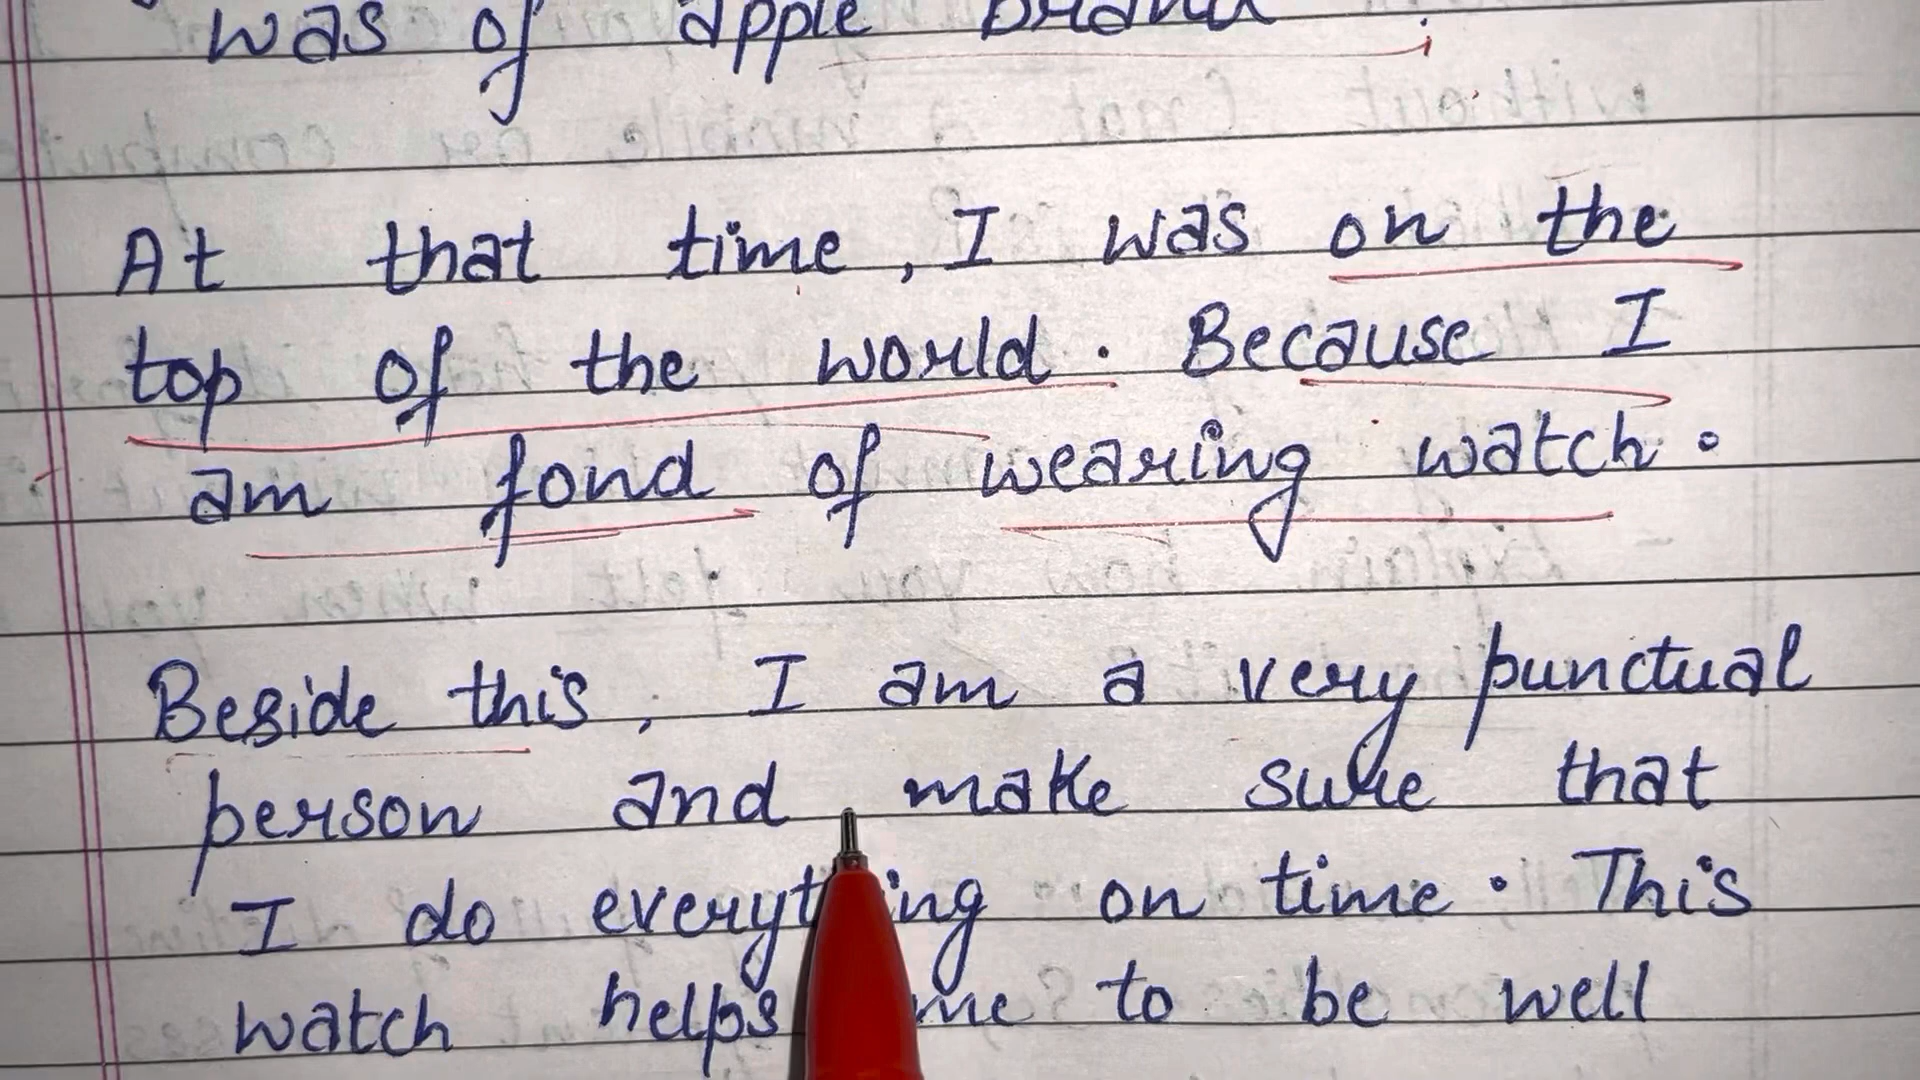 was of apple brand
At that time, I was on the
top of the world. Because I
am fond of wearing watch.
Beside this, I am a very punctual
person and make sure that
I do everything on time. This
watch helps me to be well